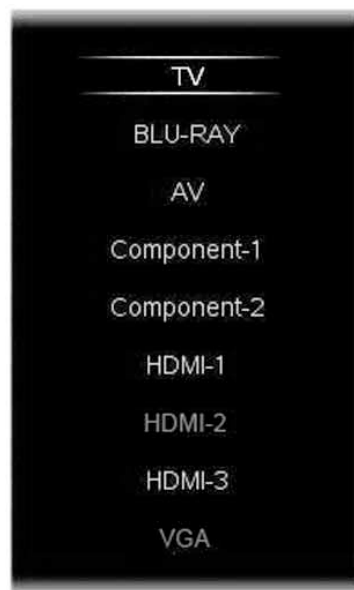 TV
BLU-RAY
AV
Component-1
Component-2
HDMI-1
HDMI-2
HDMI-3
VGA